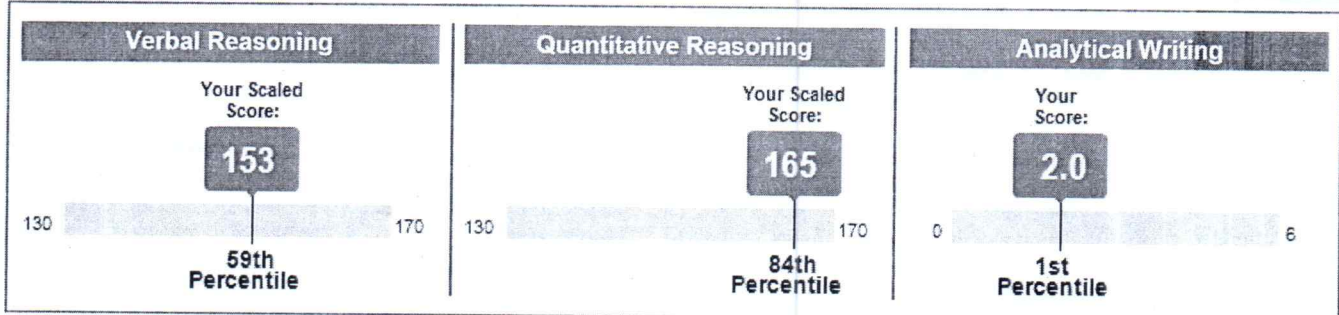 Verbal Reasoning
Your Scaled
Score:
153
130
170
59th
Percentile
Quantitative Reasoning
Your Scaled
Score:
165
130
170
84th
Percentile
Analytical Writing
Your
Score:
2.0
0
6
1st
Percentile